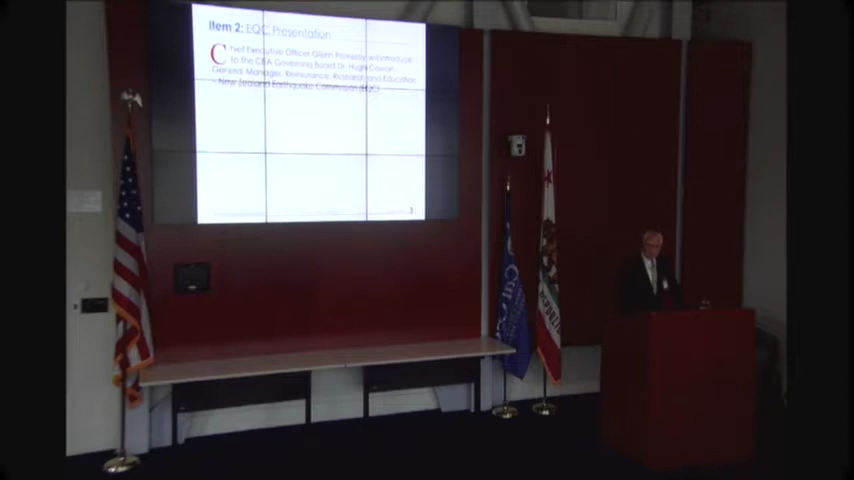 Item 2: EQC Presentation
Chief Executive Officer Glenn Pomeroy will introduce
to the CEA Governing Board Dr. Hugh Cowan,
General Manager, Reinsurance, Research and Education
- New Zealand Earthquake Commission (EQC)
3